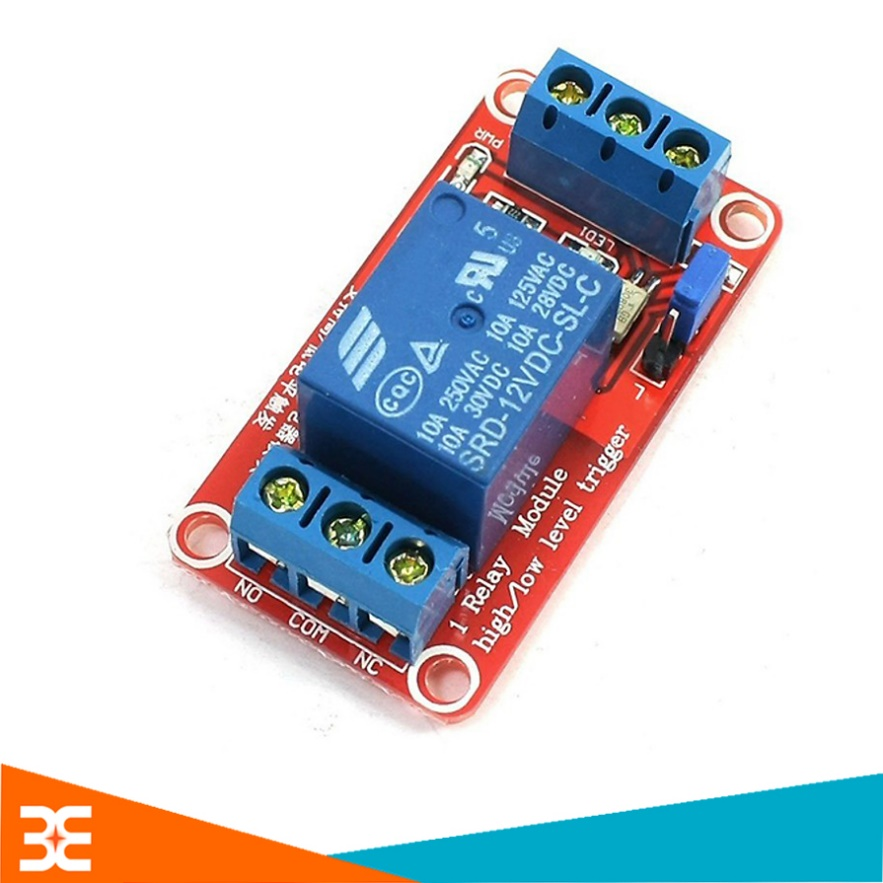 PWR
LED1
5
US
C
10A 125VAC
10A 28VDC
CQC
10A 250VAC
10A 30VDC
SRD-12VDC-SL-C
1 Relay Module
high/low level trigger
NO
COM
NC